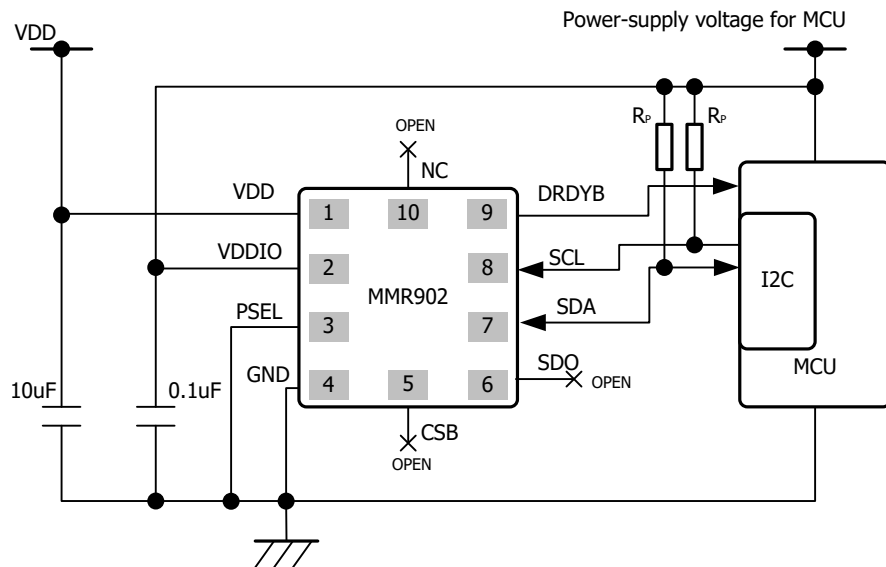 Power-supply voltage for MCU
VDD
RP
RP
OPEN
NC
VDD
DRDYB
1
10
9
VDDIO
SCL
2
8
I2C
MMR902
PSEL
SDA
3
7
GND
SDO
MCU
10uF
0.1uF
4
5
6
OPEN
CSB
OPEN